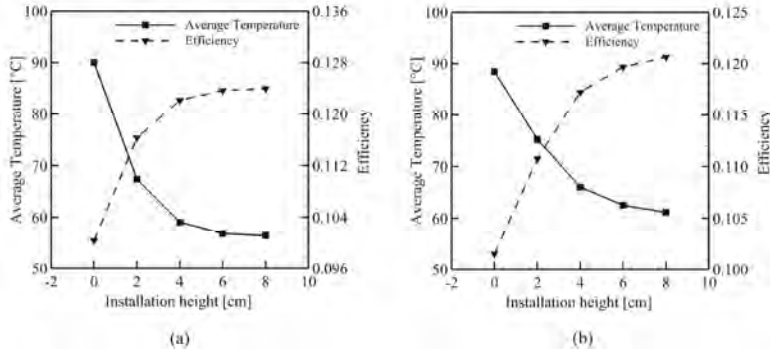 100
90
80
70
60
50
Average Temperature [°C]
Average Temperature
Efficiency
0.136
0.128
0.120
0.112
0.104
0.096
Efficiency
-2 0 2 4 6 8 10
Installation height [cm]
(a)
100
90
80
70
60
50
Average Temperature [°C]
Average Temperature
Efficiency
0.125
0.120
0.115
0.110
0.105
0.100
Efficiency
-2 0 2 4 6 8 10
Installation height [cm]
(b)